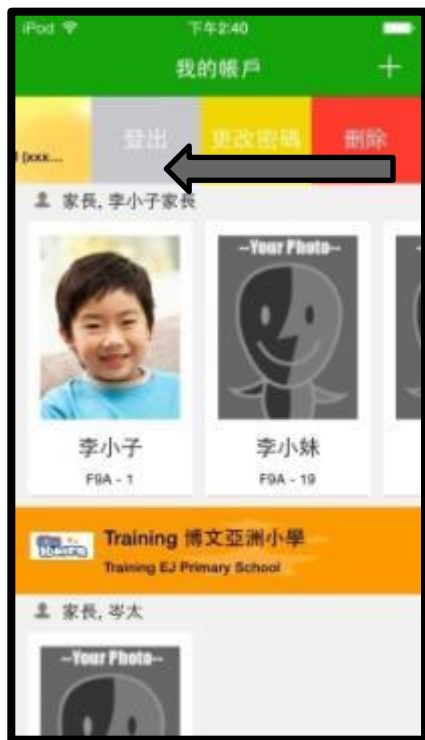 iPod 下午2:40
我的帳戶 +
登出 更改密碼 刪除
(xxx...
家長, 李小子家長
--Your Photo--
李小子 李小妹
F9A - 1 F9A - 19
Training 博文亞洲小學
Training EJ Primary School
家長, 岑太
--Your Photo--